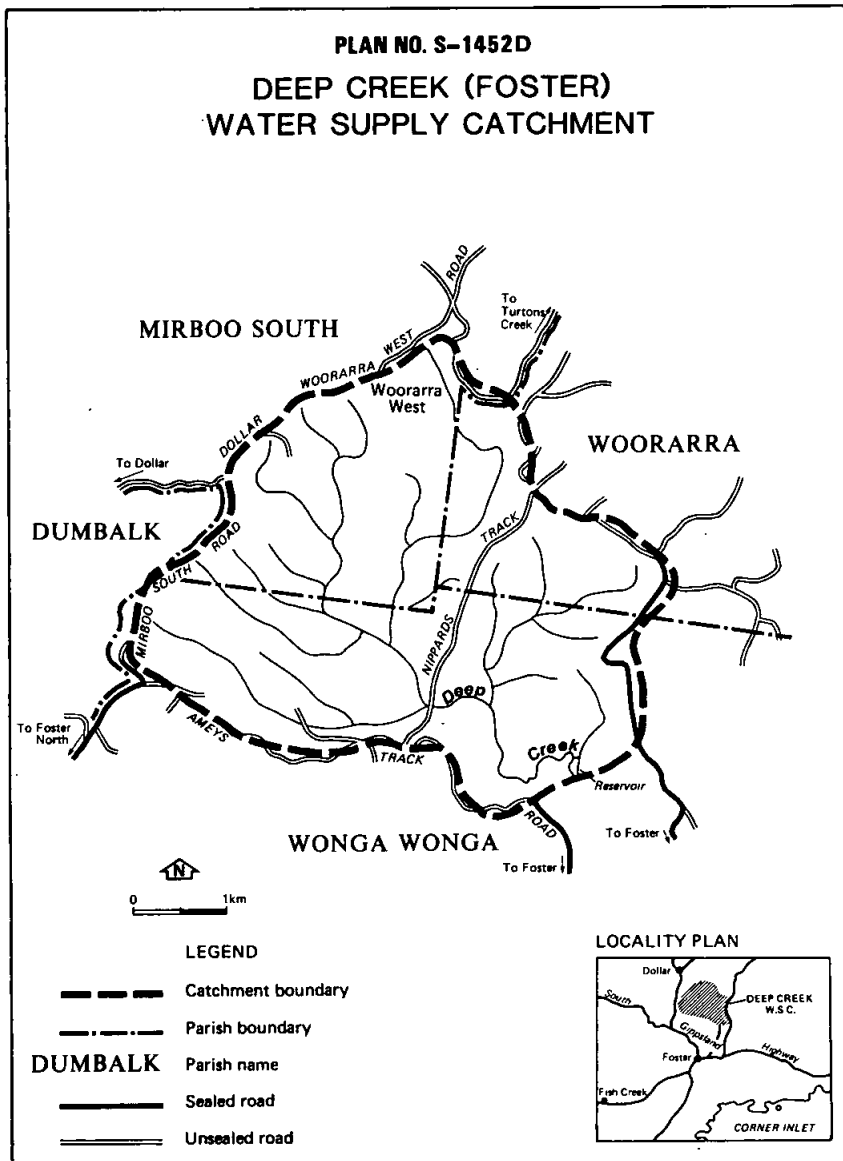 PLAN NO. S-1452D
DEEP CREEK (FOSTER)
WATER SUPPLY CATCHMENT
MIRBOO SOUTH
To
Turtons
Creek
DOLLAR WOORARRA WEST ROAD
Woorarra
West
WOORARRA
To Dollar
DUMBALK
MIRBOO SOUTH ROAD
NIPPARDS TRACK
Deep Creek
To Foster
North
AMEYS TRACK ROAD
Reservoir
WONGA WONGA
To Foster
To Foster
N
0 1km
LEGEND
Catchment boundary
Parish boundary
DUMBALK Parish name
Sealed road
Unsealed road
LOCALITY PLAN
Dollar
DEEP CREEK
W.S.C.
South Gippsland Highway
Foster
Fish Creek
CORNER INLET